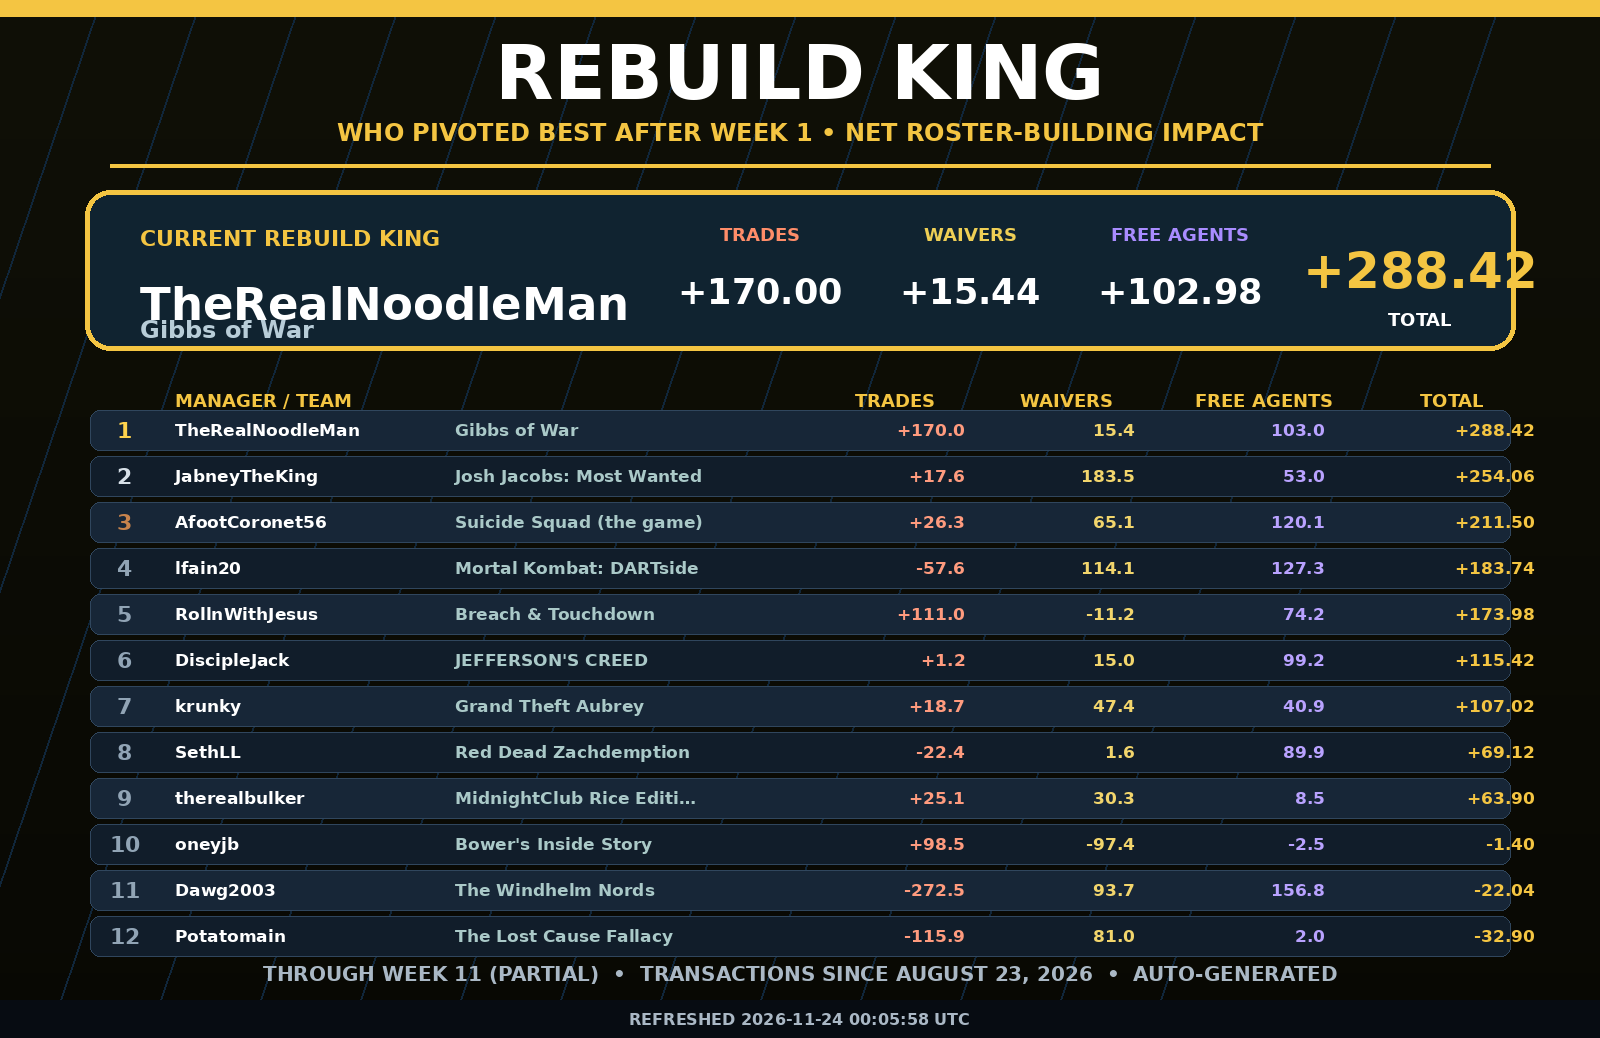 REBUILD KING
WHO PIVOTED BEST AFTER WEEK 1 • NET ROSTER-BUILDING IMPACT
CURRENT REBUILD KING
TheRealNoodleMan
Gibbs of War
TRADES
+170.00
WAIVERS
+15.44
FREE AGENTS
+102.98
+288.42
TOTAL
MANAGER / TEAM TRADES WAIVERS FREE AGENTS TOTAL
1 TheRealNoodleMan Gibbs of War +170.0 15.4 103.0 +288.42
2 JabneyTheKing Josh Jacobs: Most Wanted +17.6 183.5 53.0 +254.06
3 AfootCoronet56 Suicide Squad (the game) +26.3 65.1 120.1 +211.50
4 lfain20 Mortal Kombat: DARTside -57.6 114.1 127.3 +183.74
5 RollnWithJesus Breach & Touchdown +111.0 -11.2 74.2 +173.98
6 DiscipleJack JEFFERSON'S CREED +1.2 15.0 99.2 +115.42
7 krunky Grand Theft Aubrey +18.7 47.4 40.9 +107.02
8 SethLL Red Dead Zachdemption -22.4 1.6 89.9 +69.12
9 therealbulker MidnightClub Rice Editi… +25.1 30.3 8.5 +63.90
10 oneyjb Bower's Inside Story +98.5 -97.4 -2.5 -1.40
11 Dawg2003 The Windhelm Nords -272.5 93.7 156.8 -22.04
12 Potatomain The Lost Cause Fallacy -115.9 81.0 2.0 -32.90
THROUGH WEEK 11 (PARTIAL) • TRANSACTIONS SINCE AUGUST 23, 2026 • AUTO-GENERATED
REFRESHED 2026-11-24 00:05:58 UTC